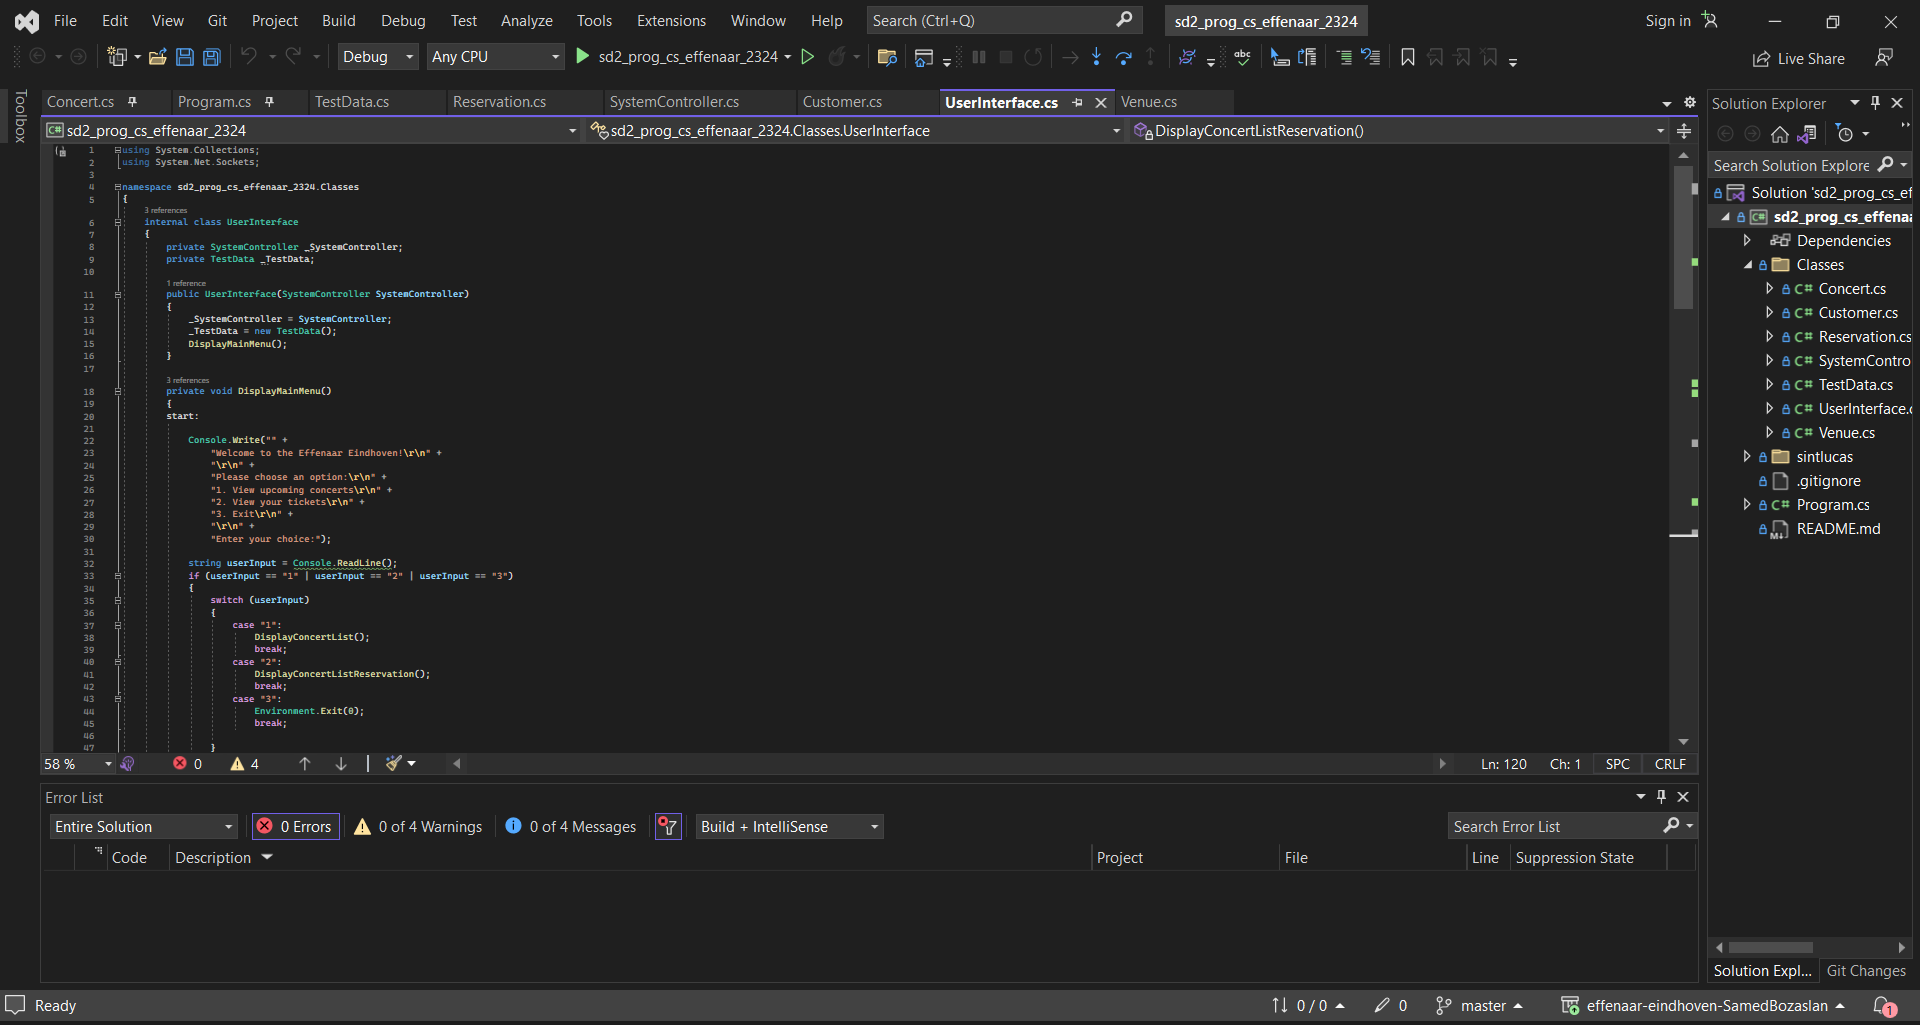 File Edit View Git Project Build Debug Test Analyze Tools Extensions Window Help Search (Ctrl+Q) sd2_prog_cs_effenaar_2324 Sign in
Debug Any CPU sd2_prog_cs_effenaar_2324 Live Share
Toolbox
Concert.cs Program.cs TestData.cs Reservation.cs SystemController.cs Customer.cs UserInterface.cs Venue.cs
sd2_prog_cs_effenaar_2324 sd2_prog_cs_effenaar_2324.Classes.UserInterface DisplayConcertListReservation()
1 using System.Collections;
2 using System.Net.Sockets;
3
4 namespace sd2_prog_cs_effenaar_2324.Classes
5 {
3 references
6 internal class UserInterface
7 {
8 private SystemController _SystemController;
9 private TestData _TestData;
10
1 reference
11 public UserInterface(SystemController SystemController)
12 {
13 _SystemController = SystemController;
14 _TestData = new TestData();
15 DisplayMainMenu();
16 }
17
3 references
18 private void DisplayMainMenu()
19 {
20 start:
21
22 Console.Write("" +
23 "Welcome to the Effenaar Eindhoven!\r\n" +
24 "\r\n" +
25 "Please choose an option:\r\n" +
26 "1. View upcoming concerts\r\n" +
27 "2. View your tickets\r\n" +
28 "3. Exit\r\n" +
29 "\r\n" +
30 "Enter your choice:");
31
32 string userInput = Console.ReadLine();
33 if (userInput == "1" | userInput == "2" | userInput == "3")
34 {
35 switch (userInput)
36 {
37 case "1":
38 DisplayConcertList();
39 break;
40 case "2":
41 DisplayConcertListReservation();
42 break;
43 case "3":
44 Environment.Exit(0);
45 break;
46
47 }
58 % 0 4 Ln: 120 Ch: 1 SPC CRLF
Error List
Entire Solution 0 Errors 0 of 4 Warnings 0 of 4 Messages Build + IntelliSense Search Error List
Code Description Project File Line Suppression State
Solution Explorer
Search Solution Explore
Solution 'sd2_prog_cs_ef
sd2_prog_cs_effena
Dependencies
Classes
C# Concert.cs
C# Customer.cs
C# Reservation.cs
C# SystemContro
C# TestData.cs
C# UserInterface.
C# Venue.cs
sintlucas
.gitignore
C# Program.cs
README.md
Solution Expl... Git Changes
Ready 0 / 0 0 master effenaar-eindhoven-SamedBozaslan 1